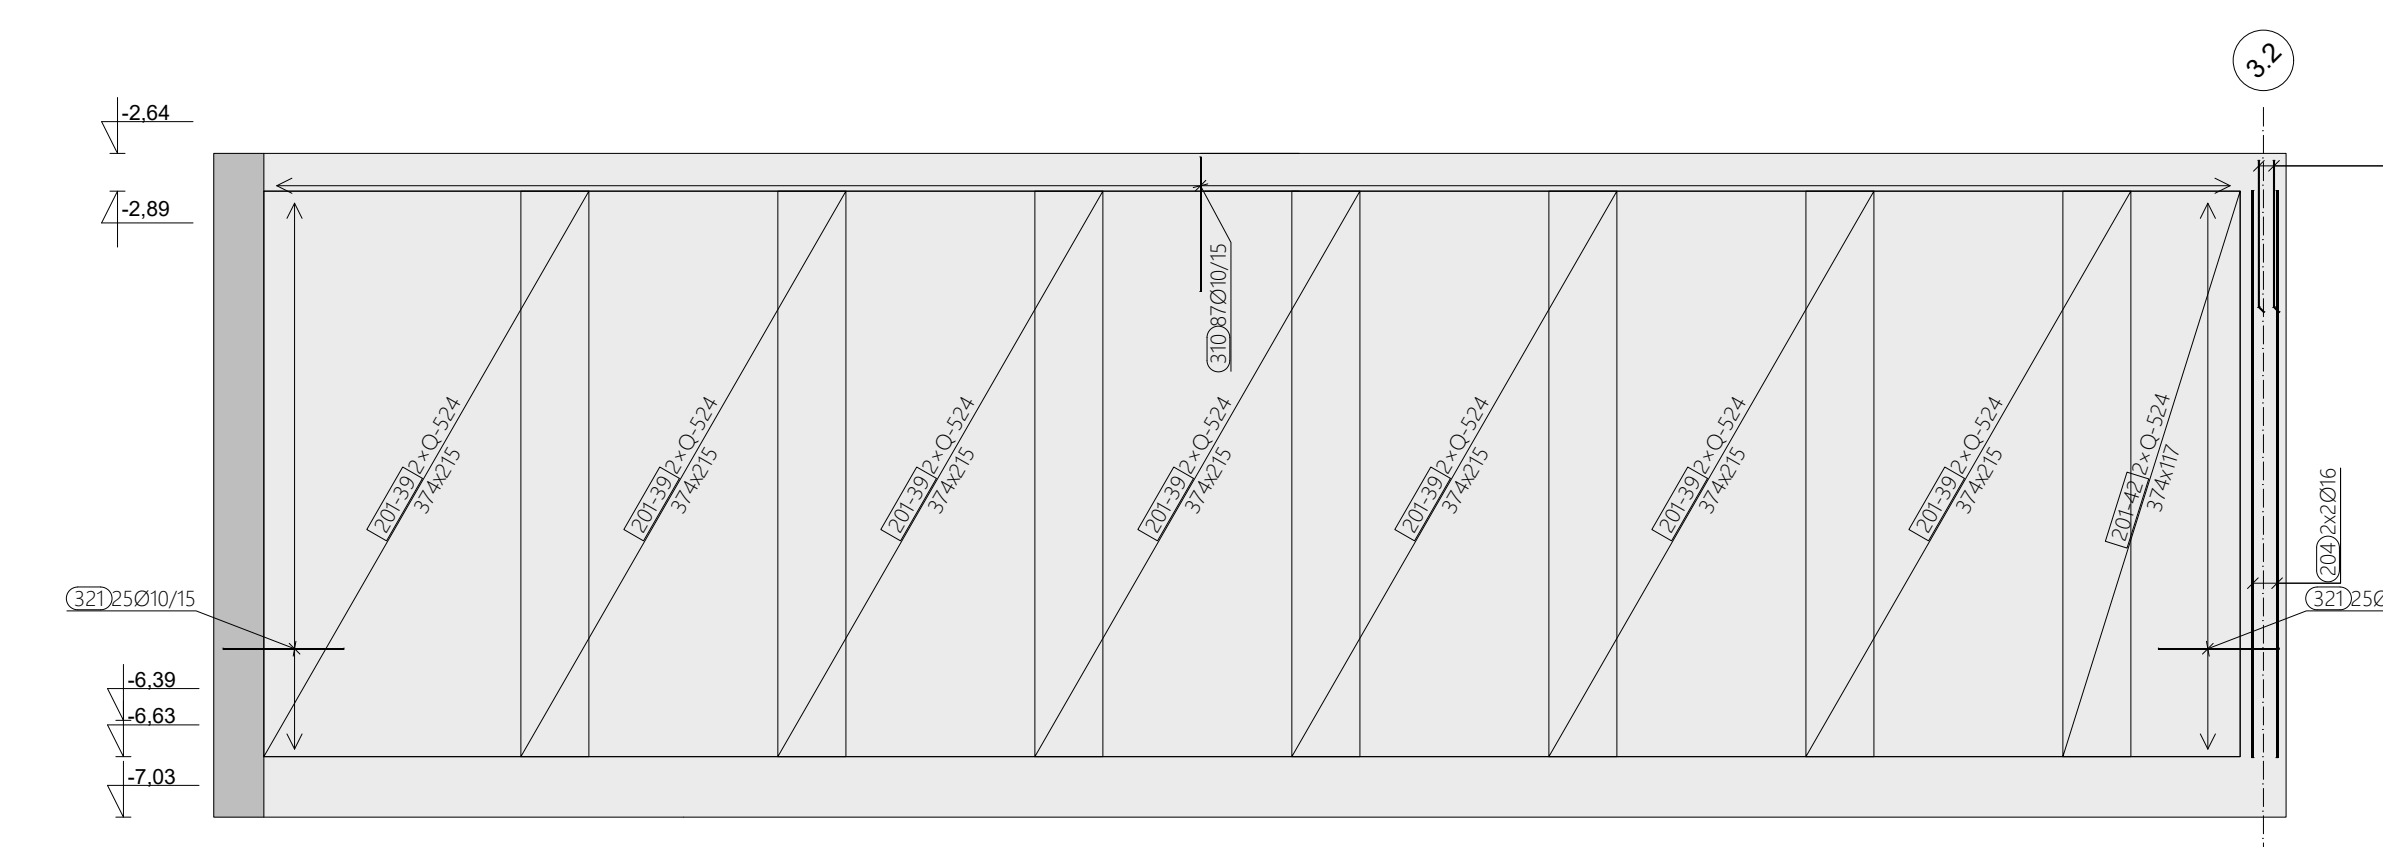 3.2
-2,64
-2,89
310 87Ø10/15
201-39 2×Q-524
374x215
201-39 2×Q-524
374x215
201-39 2×Q-524
374x215
201-39 2×Q-524
374x215
201-39 2×Q-524
374x215
201-39 2×Q-524
374x215
201-39 2×Q-524
374x215
201-42 2×Q-524
374x117
204 2x2Ø16
321 25Ø10/15
321 25Ø
-6,39
-6,63
-7,03